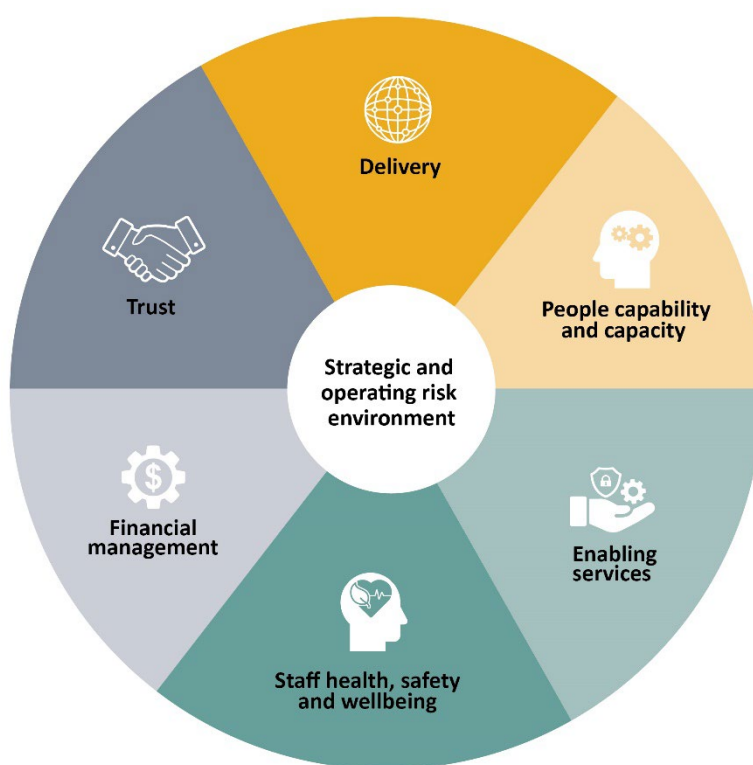 Delivery
People capability
and capacity
Enabling
services
Staff health, safety
and wellbeing
Financial
management
Trust
Strategic and
operating risk
environment
$